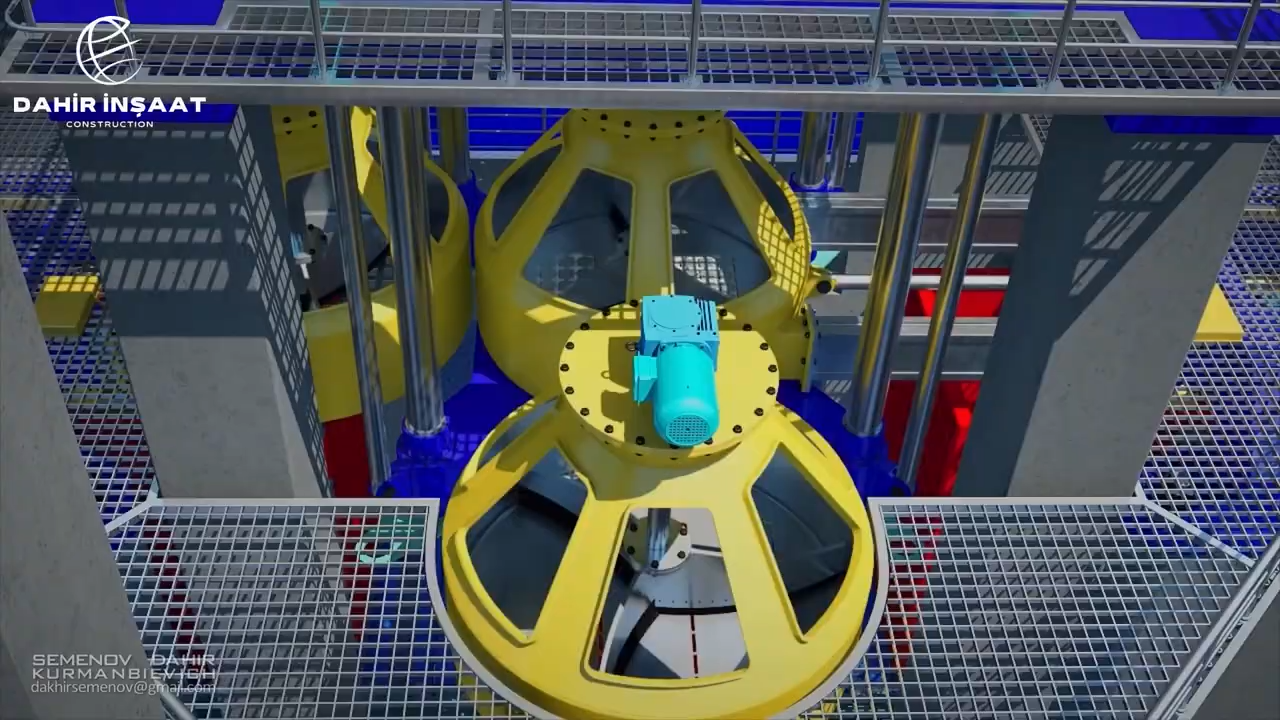 DAHİR İNŞAAT
CONSTRUCTION
SEMENOV DAHIR
KURMANBIEVICH
dakhirsemenov@gmail.com